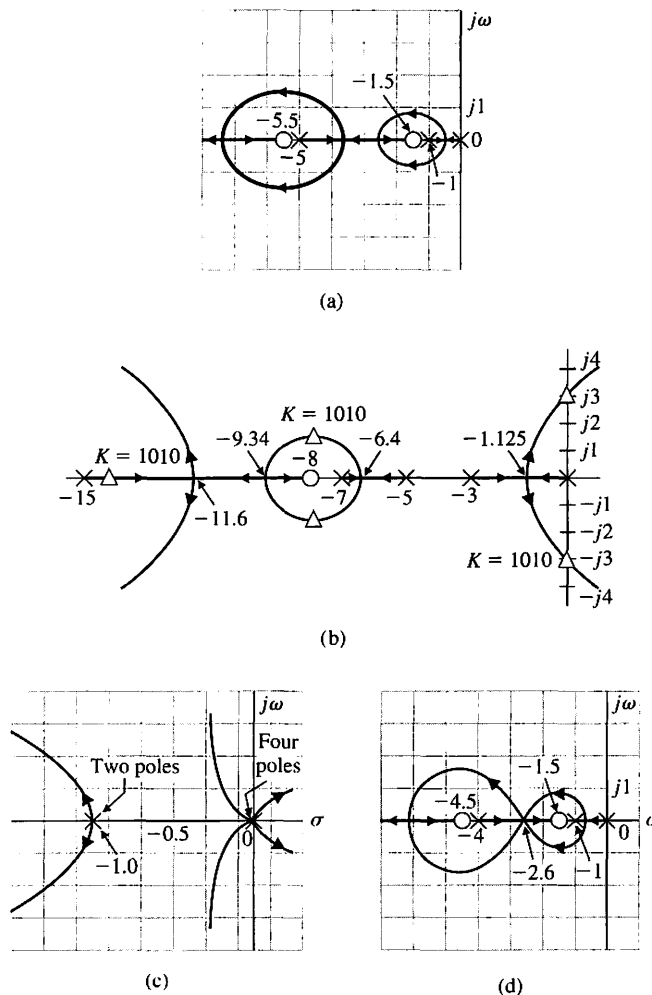 jω
−1.5
j1
−5.5
0
−5
−1
(a)
j4
K = 1010
j3
−9.34
−6.4
−1.125
j2
K = 1010
−8
j1
−15
−7
−5
−3
−j1
−11.6
−j2
K = 1010
−j3
−j4
(b)
jω
Four
poles
Two poles
−0.5
0
σ
−1.0
(c)
jω
−1.5
j1
−4.5
σ
−4
0
−1
−2.6
(d)